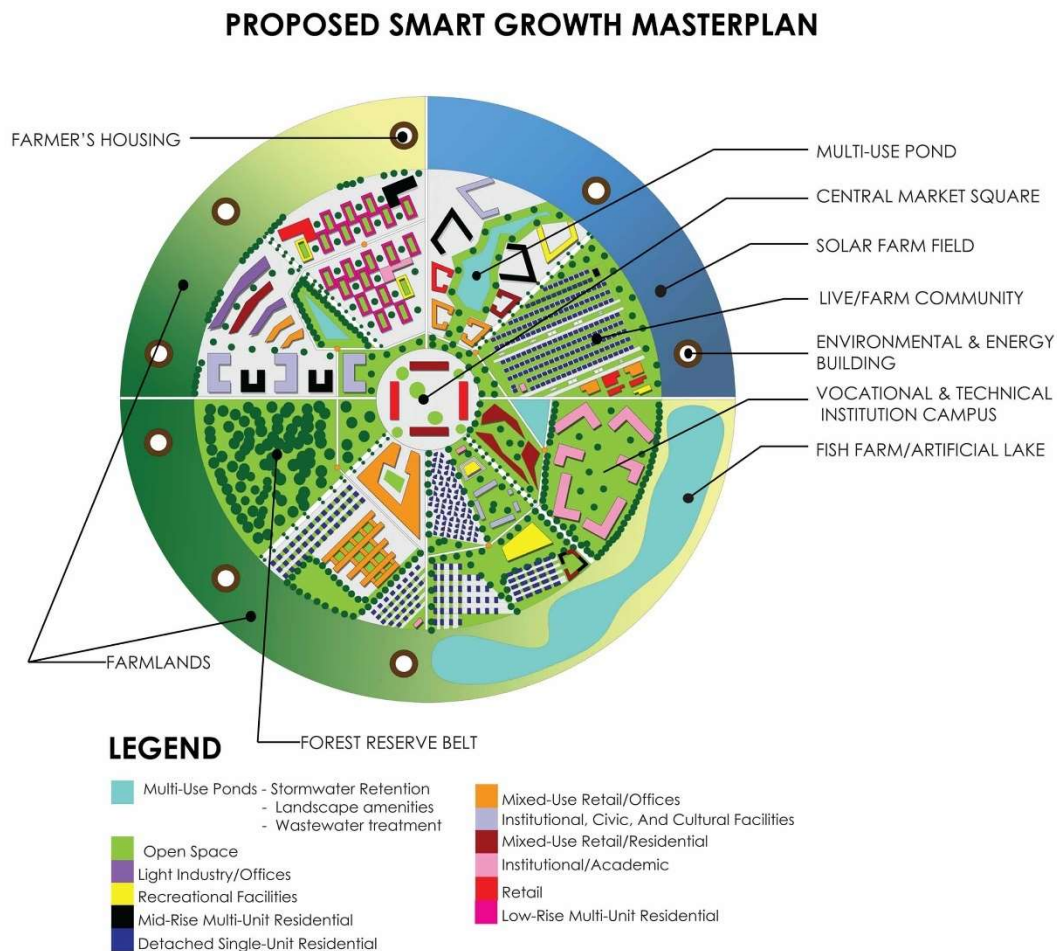 PROPOSED SMART GROWTH MASTERPLAN
FARMER'S HOUSING
MULTI-USE POND
CENTRAL MARKET SQUARE
SOLAR FARM FIELD
LIVE/FARM COMMUNITY
ENVIRONMENTAL & ENERGY
BUILDING
VOCATIONAL & TECHNICAL
INSTITUTION CAMPUS
FISH FARM/ARTIFICIAL LAKE
FARMLANDS
FOREST RESERVE BELT
LEGEND
Multi-Use Ponds - Stormwater Retention
- Landscape amenities
- Wastewater treatment
Open Space
Light Industry/Offices
Recreational Facilities
Mid-Rise Multi-Unit Residential
Detached Single-Unit Residential
Mixed-Use Retail/Offices
Institutional, Civic, And Cultural Facilities
Mixed-Use Retail/Residential
Institutional/Academic
Retail
Low-Rise Multi-Unit Residential